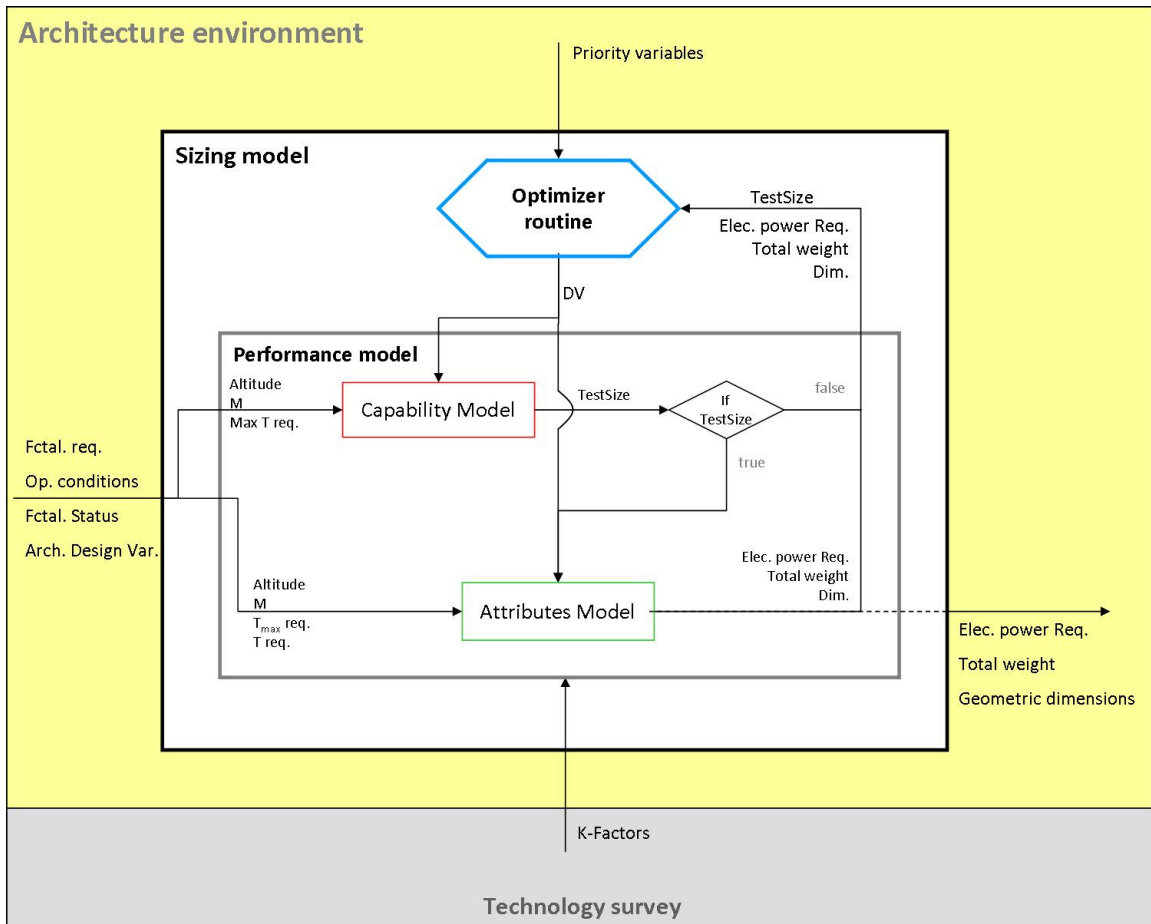 Architecture environment
Priority variables
Sizing model
Optimizer
routine
TestSize
Elec. power Req.
Total weight
Dim.
DV
Performance model
Altitude
M
Max T req.
Capability Model
TestSize
If
TestSize
false
true
Fctal. req.
Op. conditions
Fctal. Status
Arch. Design Var.
Altitude
M
Tmax req.
T req.
Attributes Model
Elec. power Req.
Total weight
Dim.
Elec. power Req.
Total weight
Geometric dimensions
K-Factors
Technology survey